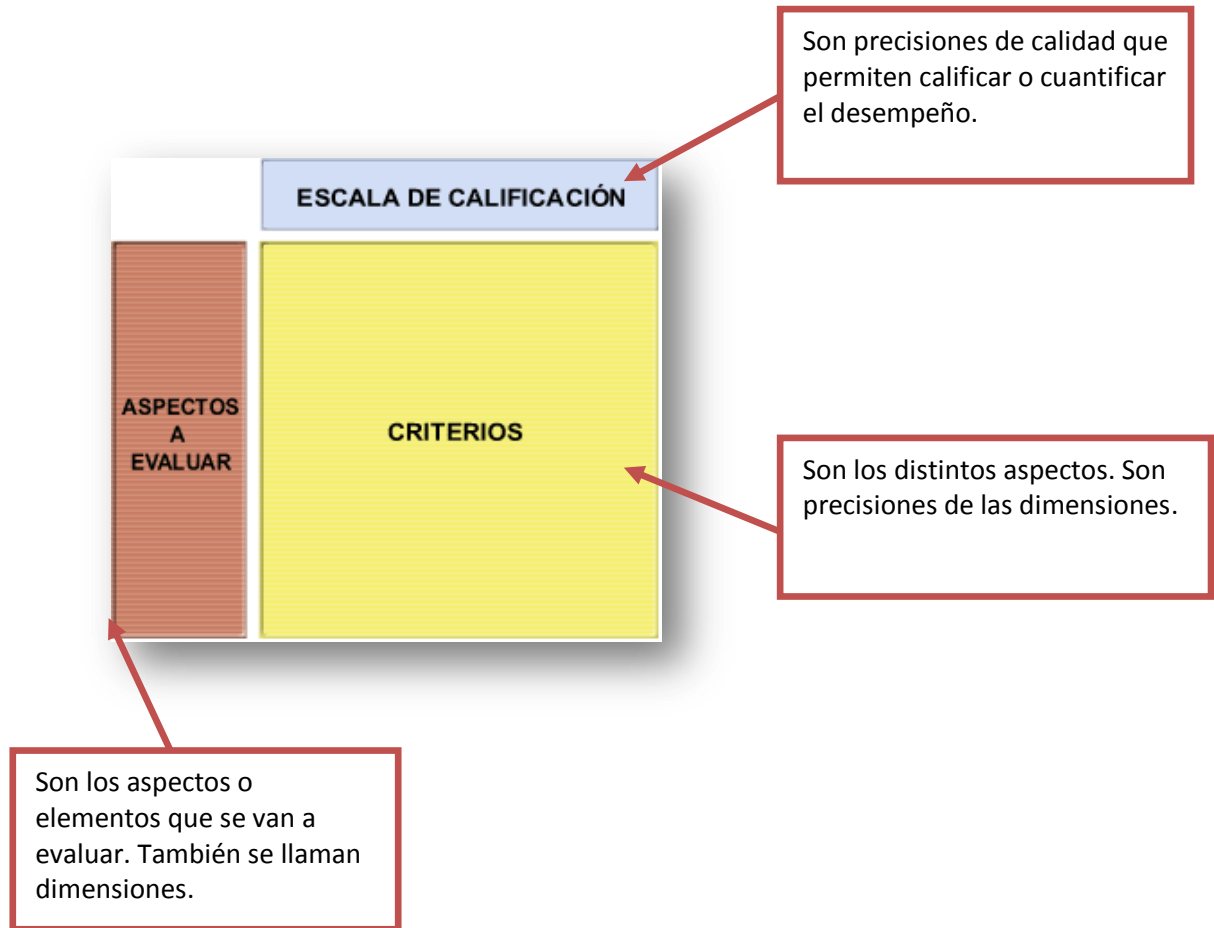 Son precisiones de calidad que
permiten calificar o cuantificar
el desempeño.
ESCALA DE CALIFICACIÓN
ASPECTOS
A
EVALUAR
CRITERIOS
Son los distintos aspectos. Son
precisiones de las dimensiones.
Son los aspectos o
elementos que se van a
evaluar. También se llaman
dimensiones.